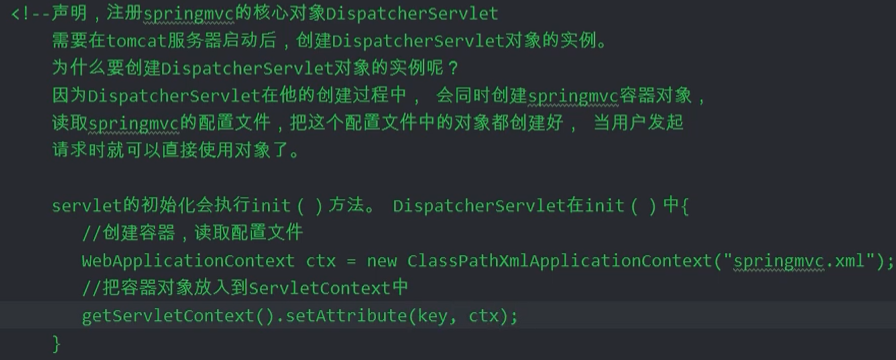 <!--声明，注册springmvc的核心对象DispatcherServlet
需要在tomcat服务器启动后，创建DispatcherServlet对象的实例。
为什么要创建DispatcherServlet对象的实例呢？
因为DispatcherServlet在他的创建过程中， 会同时创建springmvc容器对象，
读取springmvc的配置文件，把这个配置文件中的对象都创建好， 当用户发起
请求时就可以直接使用对象了。
servlet的初始化会执行init（）方法。 DispatcherServlet在init（）中{
//创建容器，读取配置文件
WebApplicationContext ctx = new ClassPathXmlApplicationContext("springmvc.xml");
//把容器对象放入到ServletContext中
getServletContext().setAttribute(key, ctx);
}